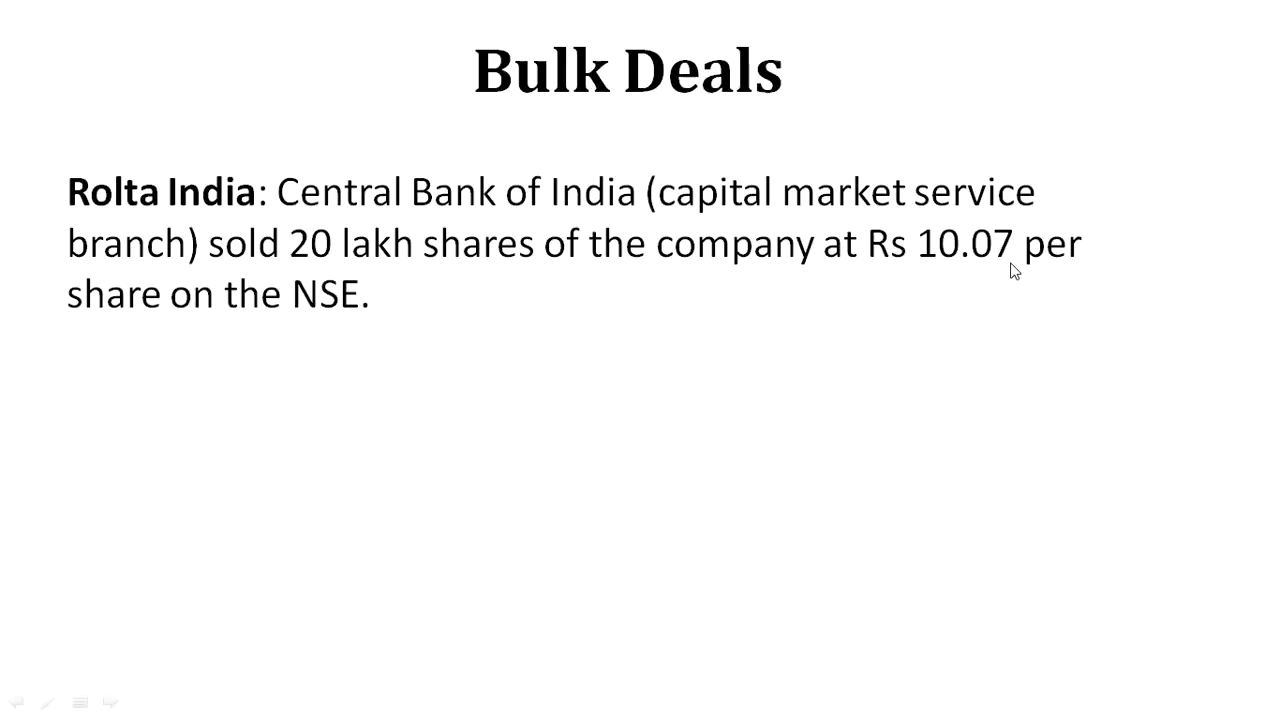 Bulk Deals
Rolta India: Central Bank of India (capital market service
branch) sold 20 lakh shares of the company at Rs 10.07 per
share on the NSE.